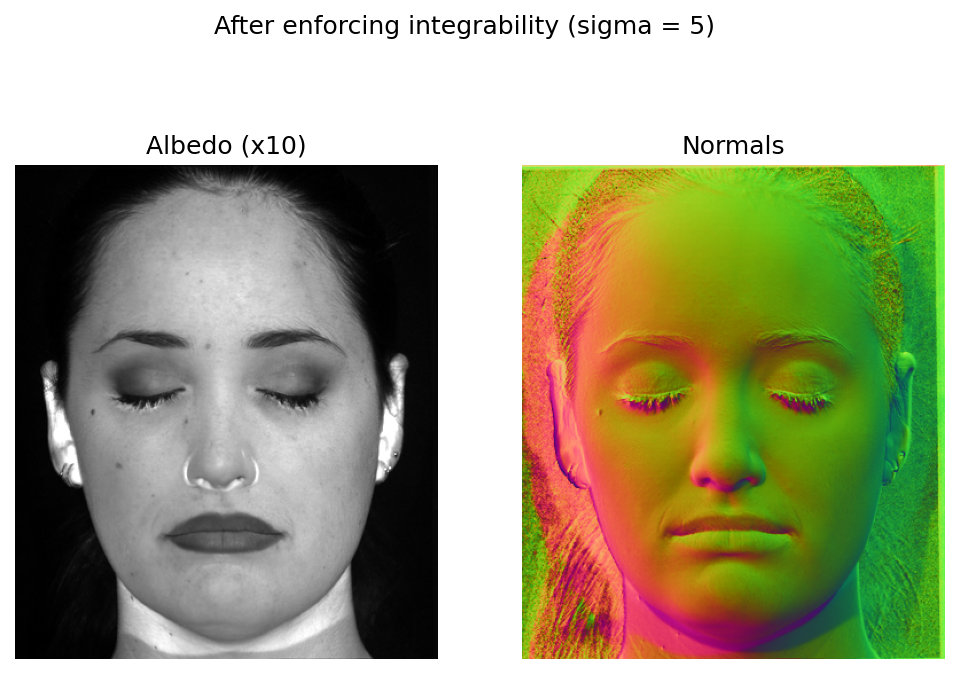 After enforcing integrability (sigma = 5)
Albedo (x10)
Normals